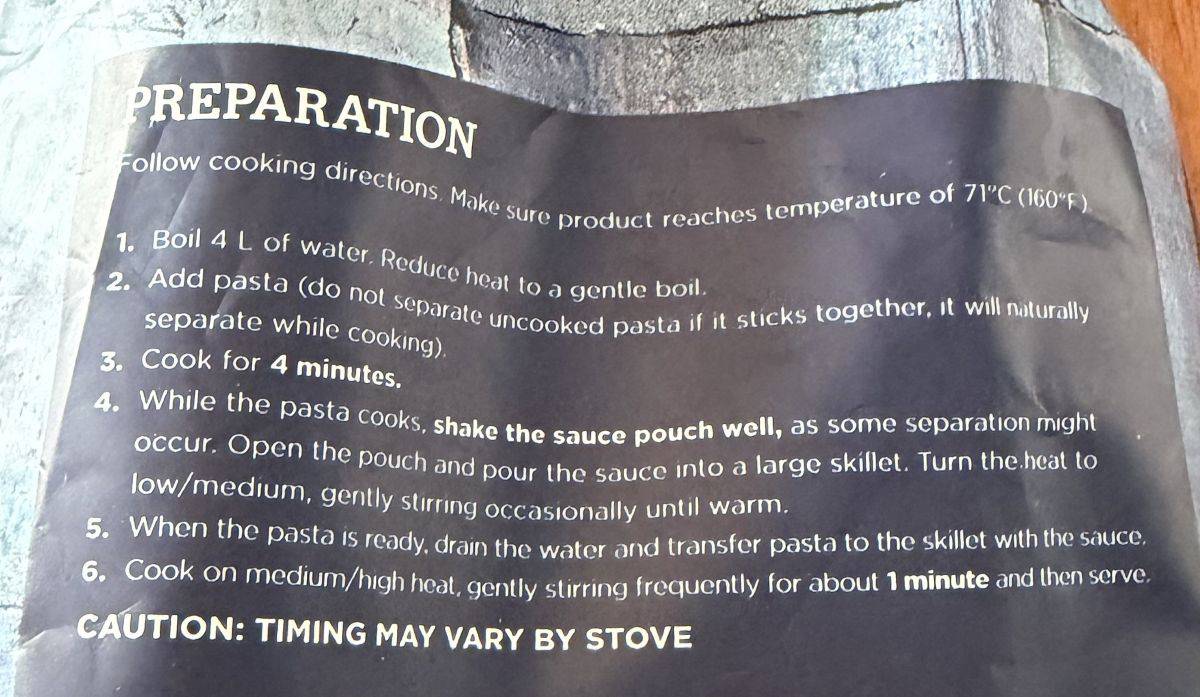 PREPARATION
Follow cooking directions. Make sure product reaches temperature of 71°C (160°F).
1. Boil 4 L of water. Reduce heat to a gentle boil.
2. Add pasta (do not separate uncooked pasta if it sticks together, it will naturally
separate while cooking).
3. Cook for 4 minutes.
4. While the pasta cooks, shake the sauce pouch well, as some separation might
occur. Open the pouch and pour the sauce into a large skillet. Turn the heat to
low/medium, gently stirring occasionally until warm.
5. When the pasta is ready, drain the water and transfer pasta to the skillet with the sauce.
6. Cook on medium/high heat, gently stirring frequently for about 1 minute and then serve.
CAUTION: TIMING MAY VARY BY STOVE